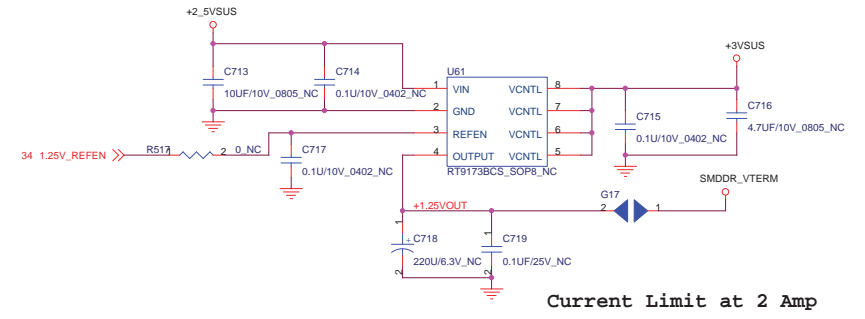 +2_5VSUS
+3VSUS
C713
10UF/10V_0805_NC
C714
0.1U/10V_0402_NC
U61
1 VIN VCNTL 8
2 GND VCNTL 7
3 REFEN VCNTL 6
4 OUTPUT VCNTL 5
RT9173BCS_SOP8_NC
C715
0.1U/10V_0402_NC
C716
4.7UF/10V_0805_NC
34 1.25V_REFEN
R517 2 0_NC
C717
0.1U/10V_0402_NC
SMDDR_VTERM
G17
2 1
+1.25VOUT
1
+ C718
220U/6.3V_NC
2
1
C719
0.1UF/25V_NC
2
Current Limit at 2 Amp